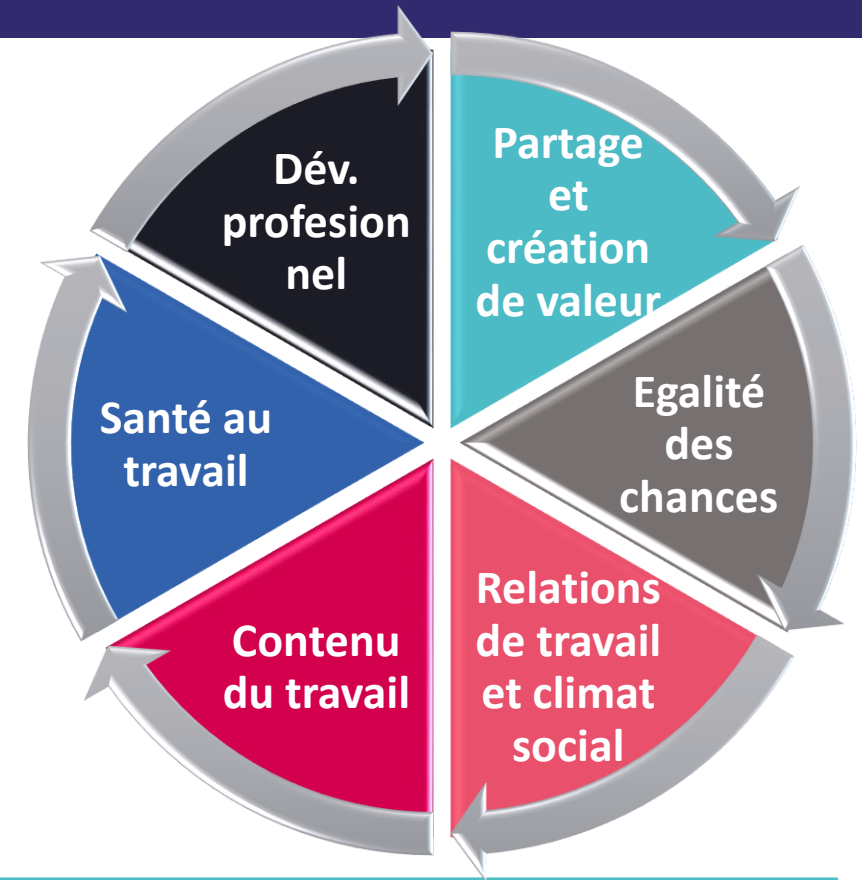 Partage
et
création
de valeur
Egalité
des
chances
Relations
de travail
et climat
social
Contenu
du travail
Santé au
travail
Dév.
profesion
nel